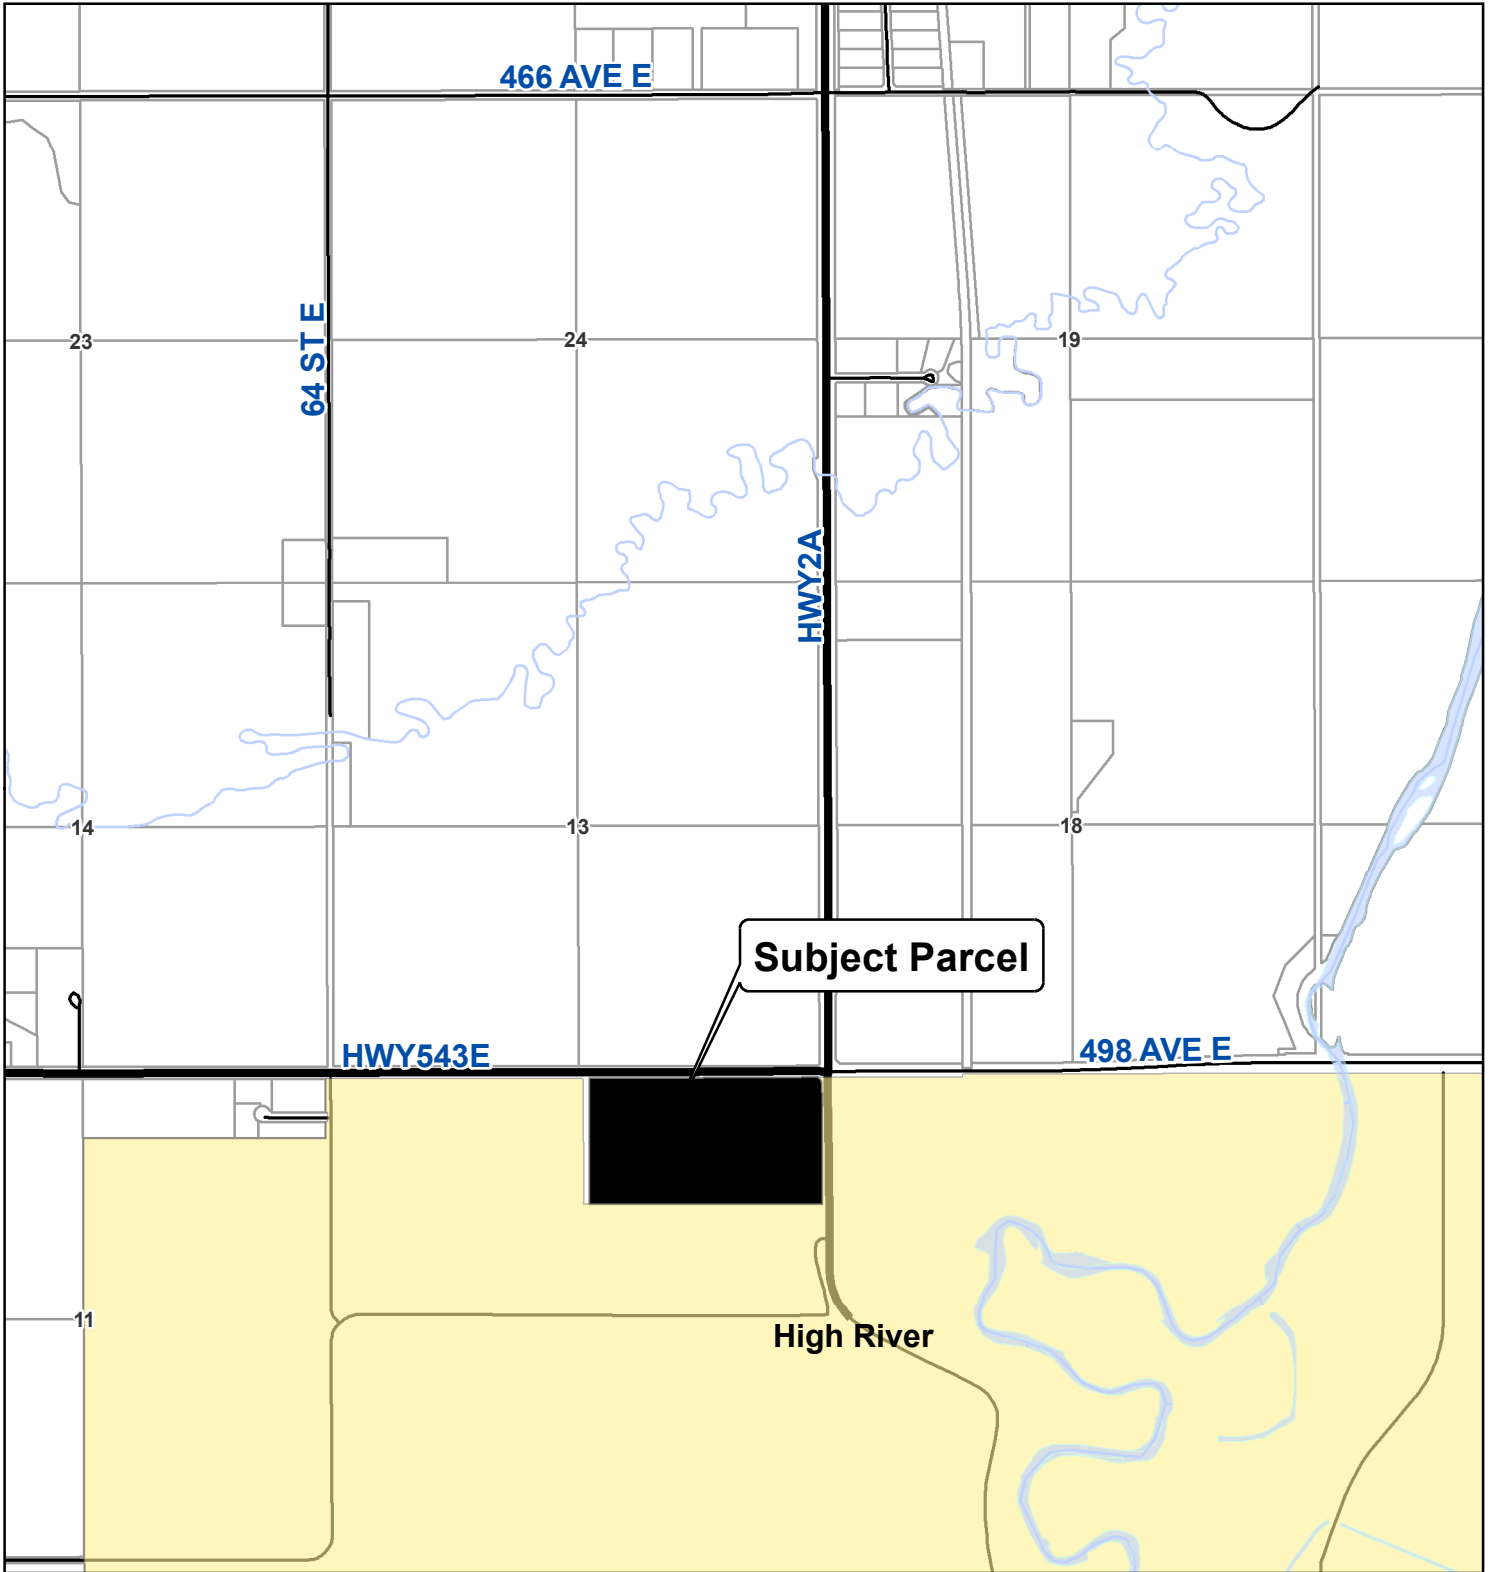 466 AVE E
64 ST E
23
24
19
HWY2A
14
13
18
Subject Parcel
HWY543E
498 AVE E
11
High River